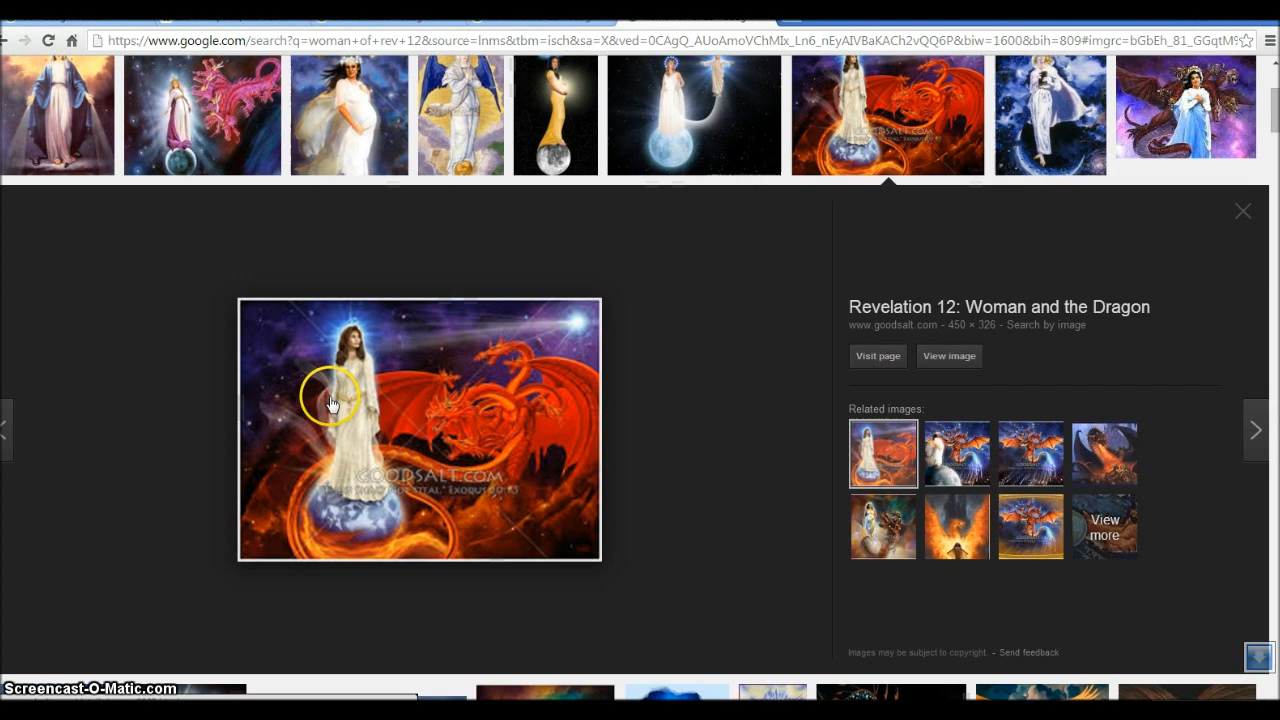 https://www.google.com/search?q=woman+of+rev+12&source=lnms&tbm=isch&sa=X&ved=0CAgQ_AUoAmoVChMIx_Ln6_nEyAIVBaKACh2vQQ6P&biw=1600&bih=809#imgrc=bGbEh_81_GGqtM
GOODSALT.COM
Revelation 12: Woman and the Dragon
www.goodsalt.com - 450 × 326 - Search by image
Visit page View image
Related images:
GOODSALT.COM
NOT STEAL." EXODUS
View
more
Images may be subject to copyright. - Send feedback
Screencast-O-Matic.com